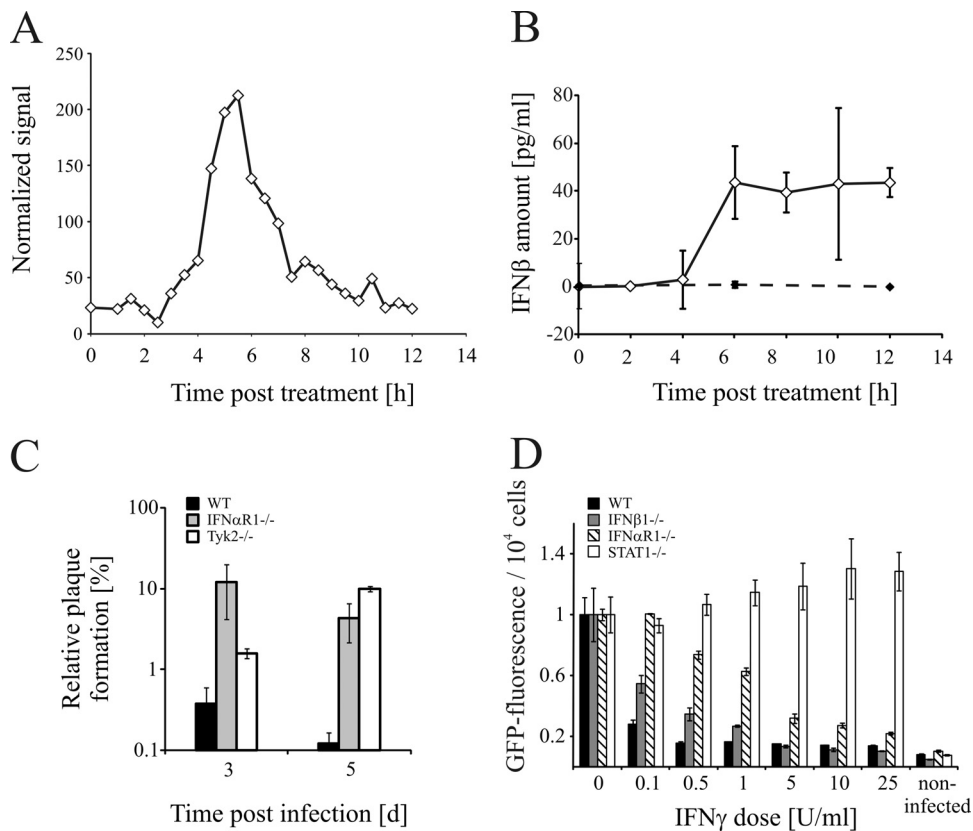 A
Normalized signal
250
200
150
100
50
0
0 2 4 6 8 10 12 14
Time post treatment [h]
B
IFNβ amount [pg/ml]
80
60
40
20
0
-20
0 2 4 6 8 10 12 14
Time post treatment [h]
C
WT
IFNαR1-/-
Tyk2-/-
Relative plaque
formation [%]
100
10
1
0.1
3 5
Time post infection [d]
D
WT
IFNβ1-/-
IFNαR1-/-
STAT1-/-
GFP-fluorescence / 10⁴ cells
1.4
1
0.6
0.2
0 0.1 0.5 1 5 10 25 non-
infected
IFNγ dose [U/ml]